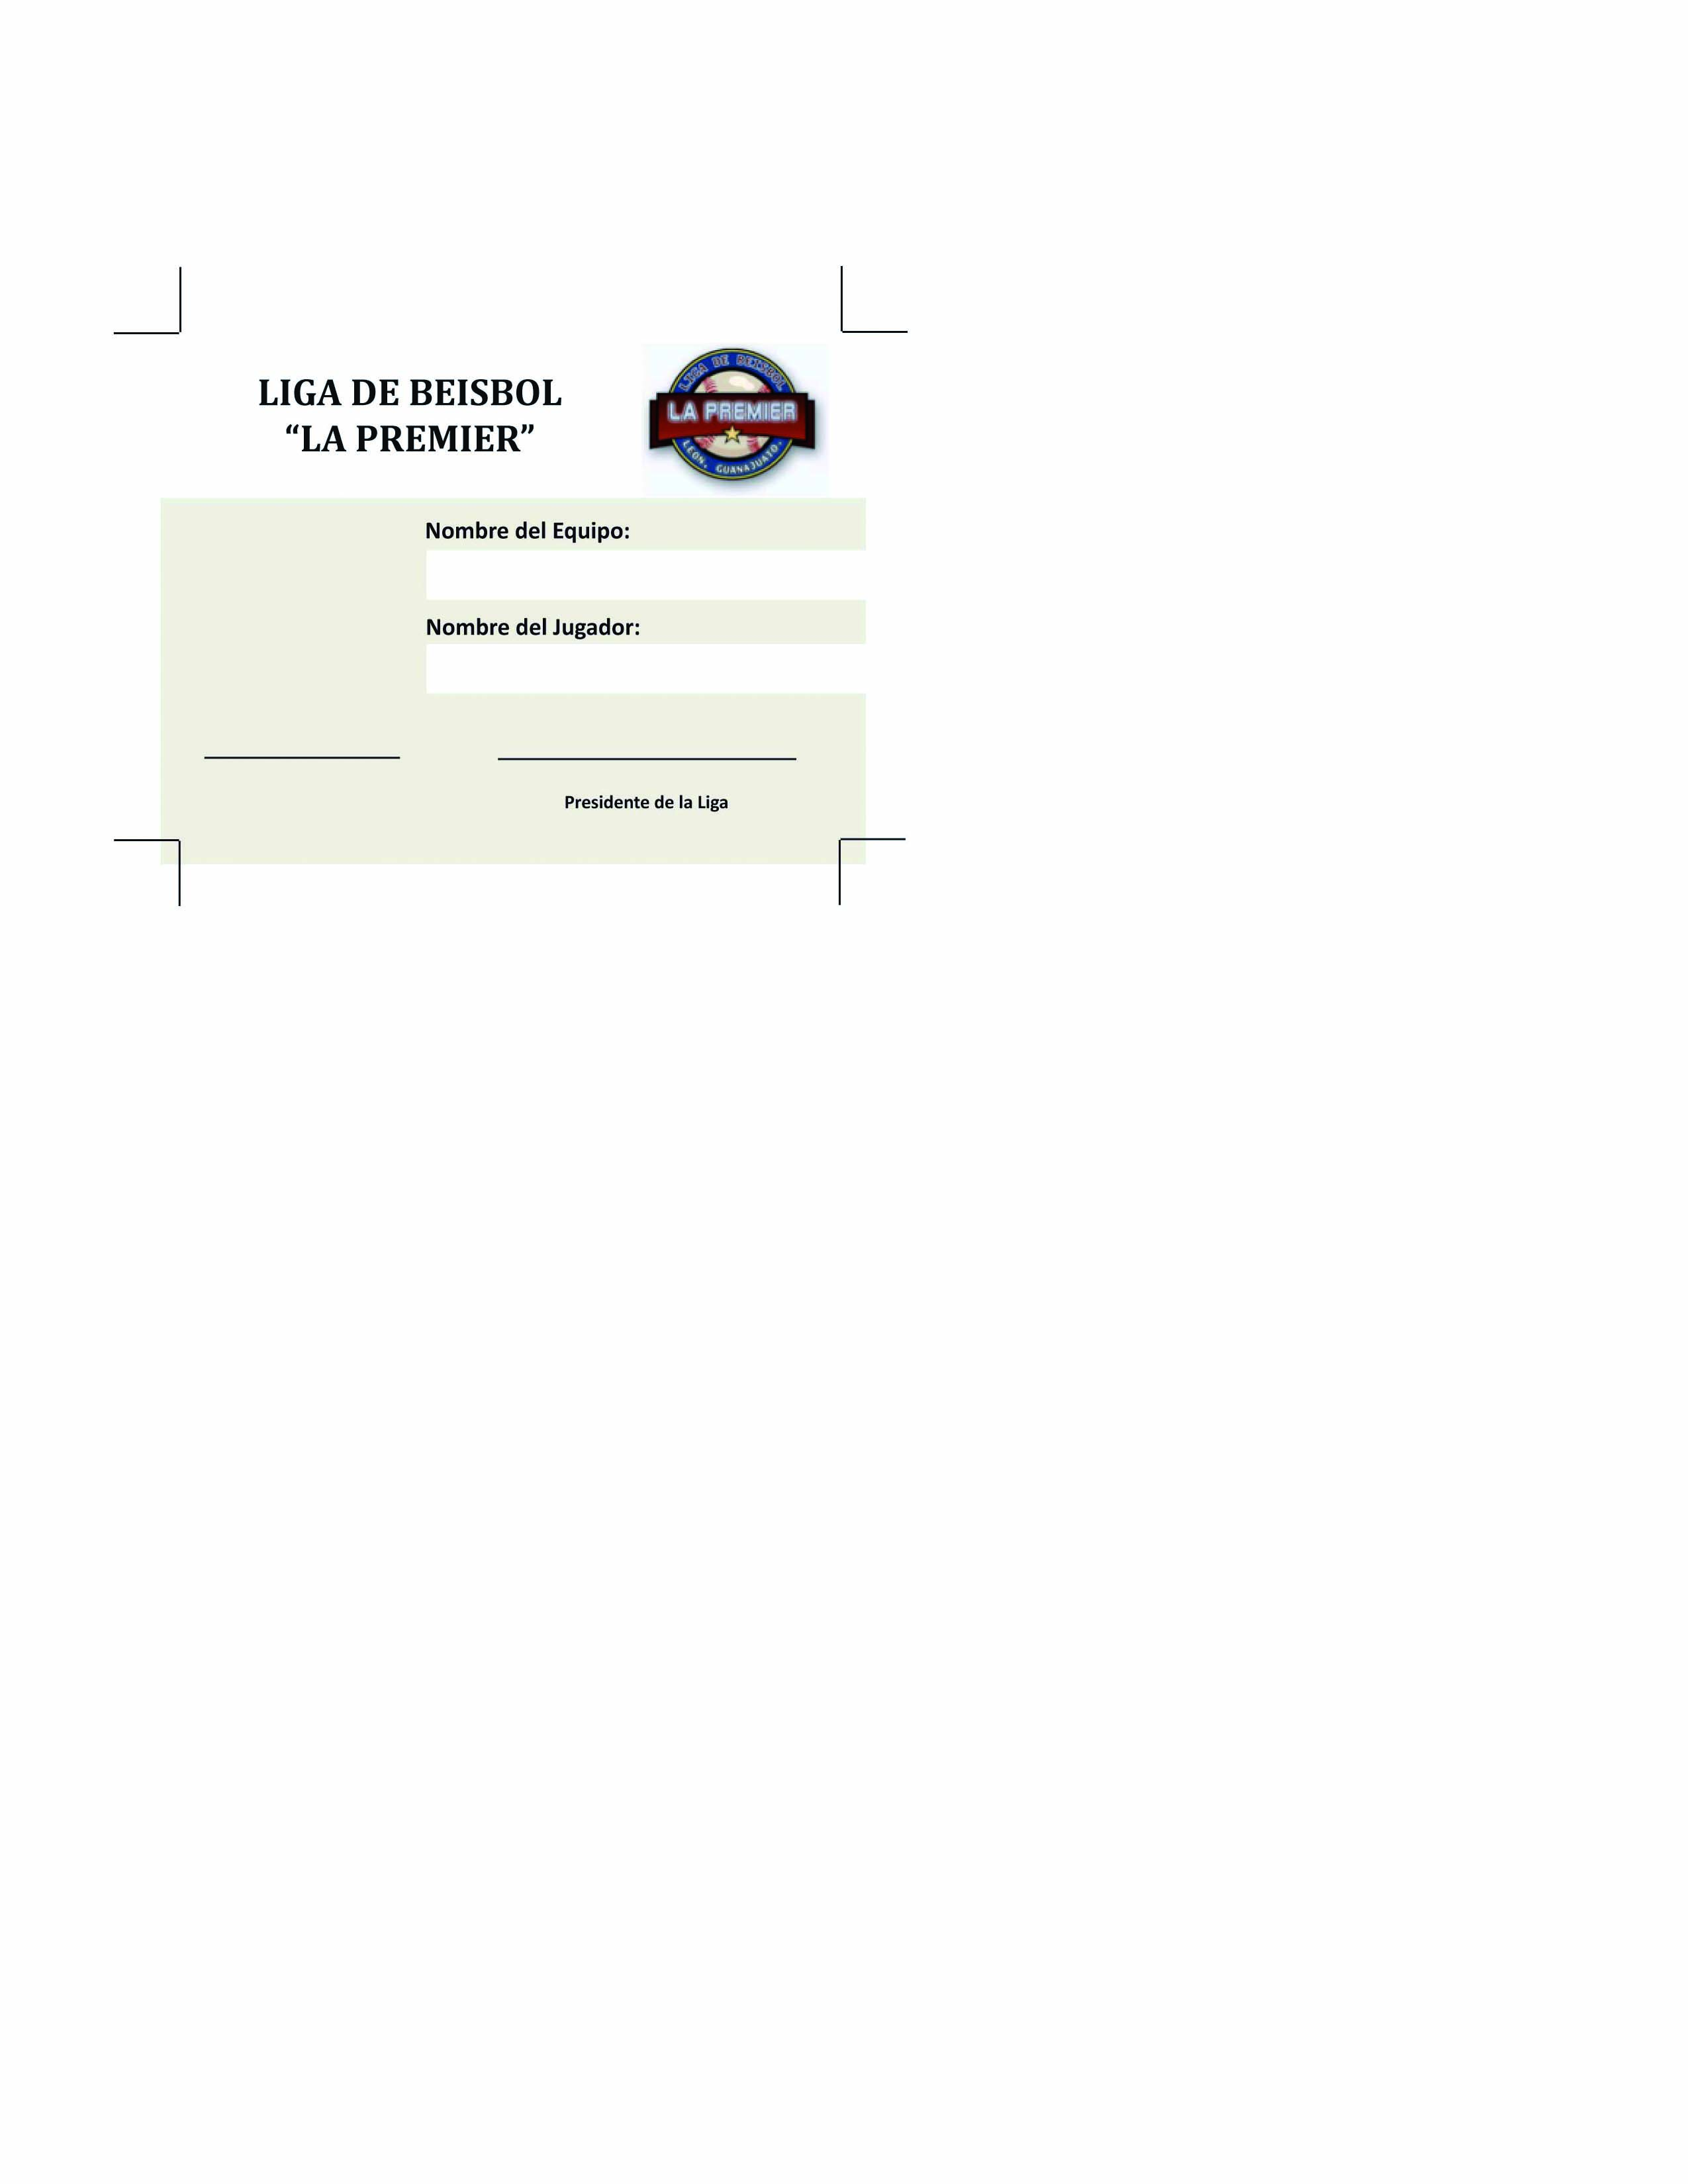 LIGA DE BEISBOL
“LA PREMIER”
LIGA DE BEISBOL
LA PREMIER
LEON, GUANAJUATO.
Nombre del Equipo:
Nombre del Jugador:
Presidente de la Liga